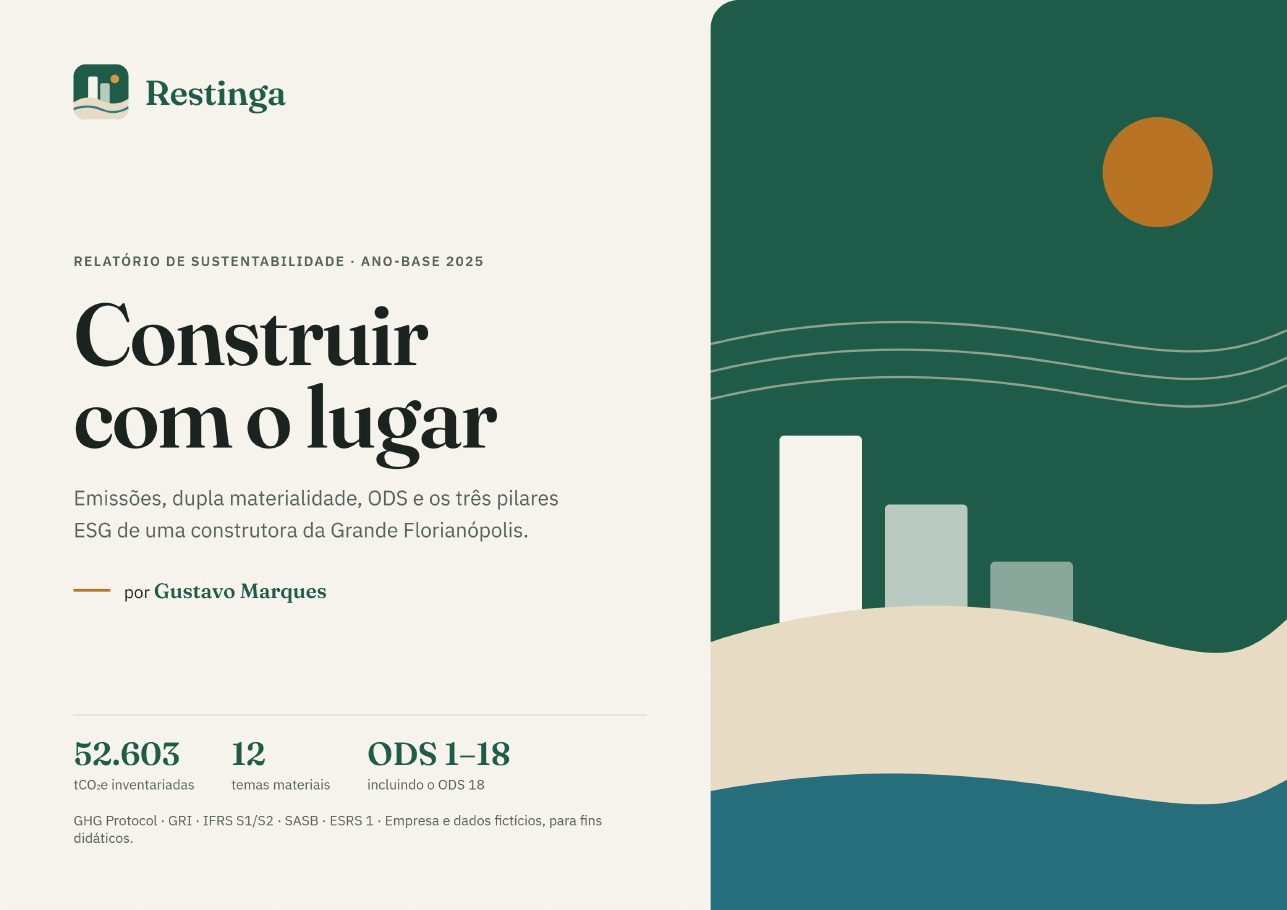 Restinga
RELATÓRIO DE SUSTENTABILIDADE · ANO-BASE 2025
Construir
com o lugar
Emissões, dupla materialidade, ODS e os três pilares
ESG de uma construtora da Grande Florianópolis.
por Gustavo Marques
52.603
tCO₂e inventariadas
12
temas materiais
ODS 1–18
incluindo o ODS 18
GHG Protocol · GRI · IFRS S1/S2 · SASB · ESRS 1 · Empresa e dados fictícios, para fins
didáticos.